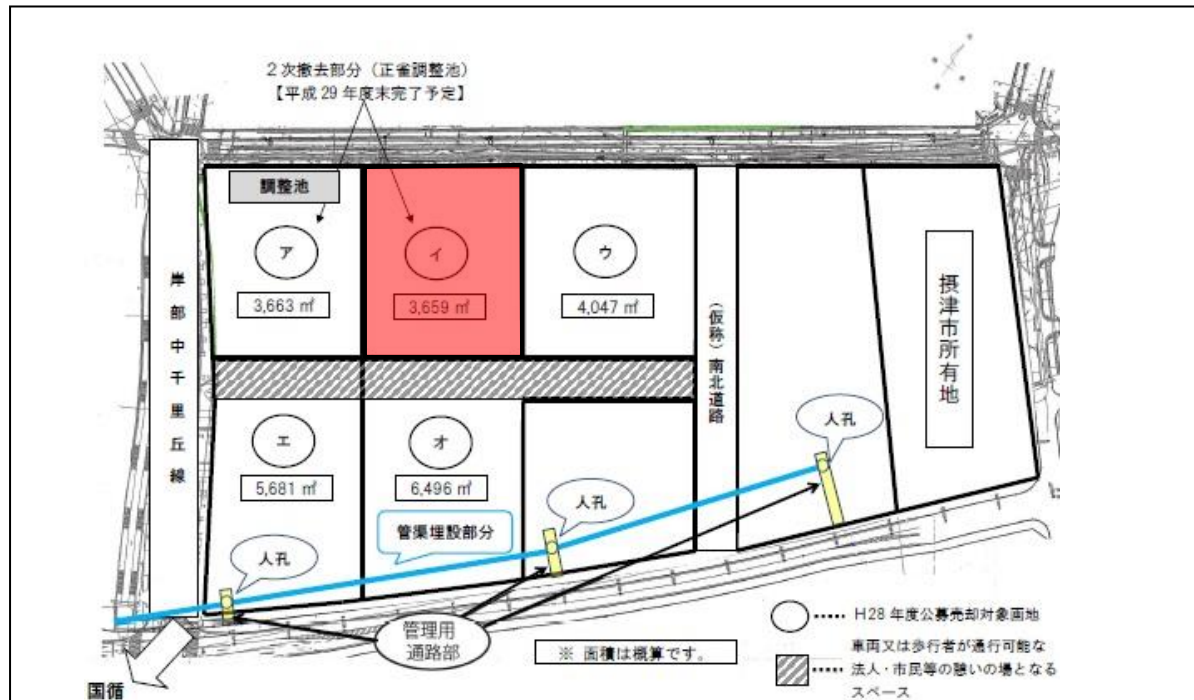 2次撤去部分（正雀調整池）
【平成29年度末完了予定】
調整池
ア
3,663 ㎡
イ
3,659 ㎡
ウ
4,047 ㎡
岸部中千里丘線
（仮称）南北道路
摂津市所有地
エ
5,681 ㎡
オ
6,496 ㎡
人孔
人孔
人孔
管渠埋設部分
管理用
通路部
※ 面積は概算です。
国循
H28年度公募売却対象画地
車両又は歩行者が通行可能な
法人・市民等の憩いの場となる
スペース